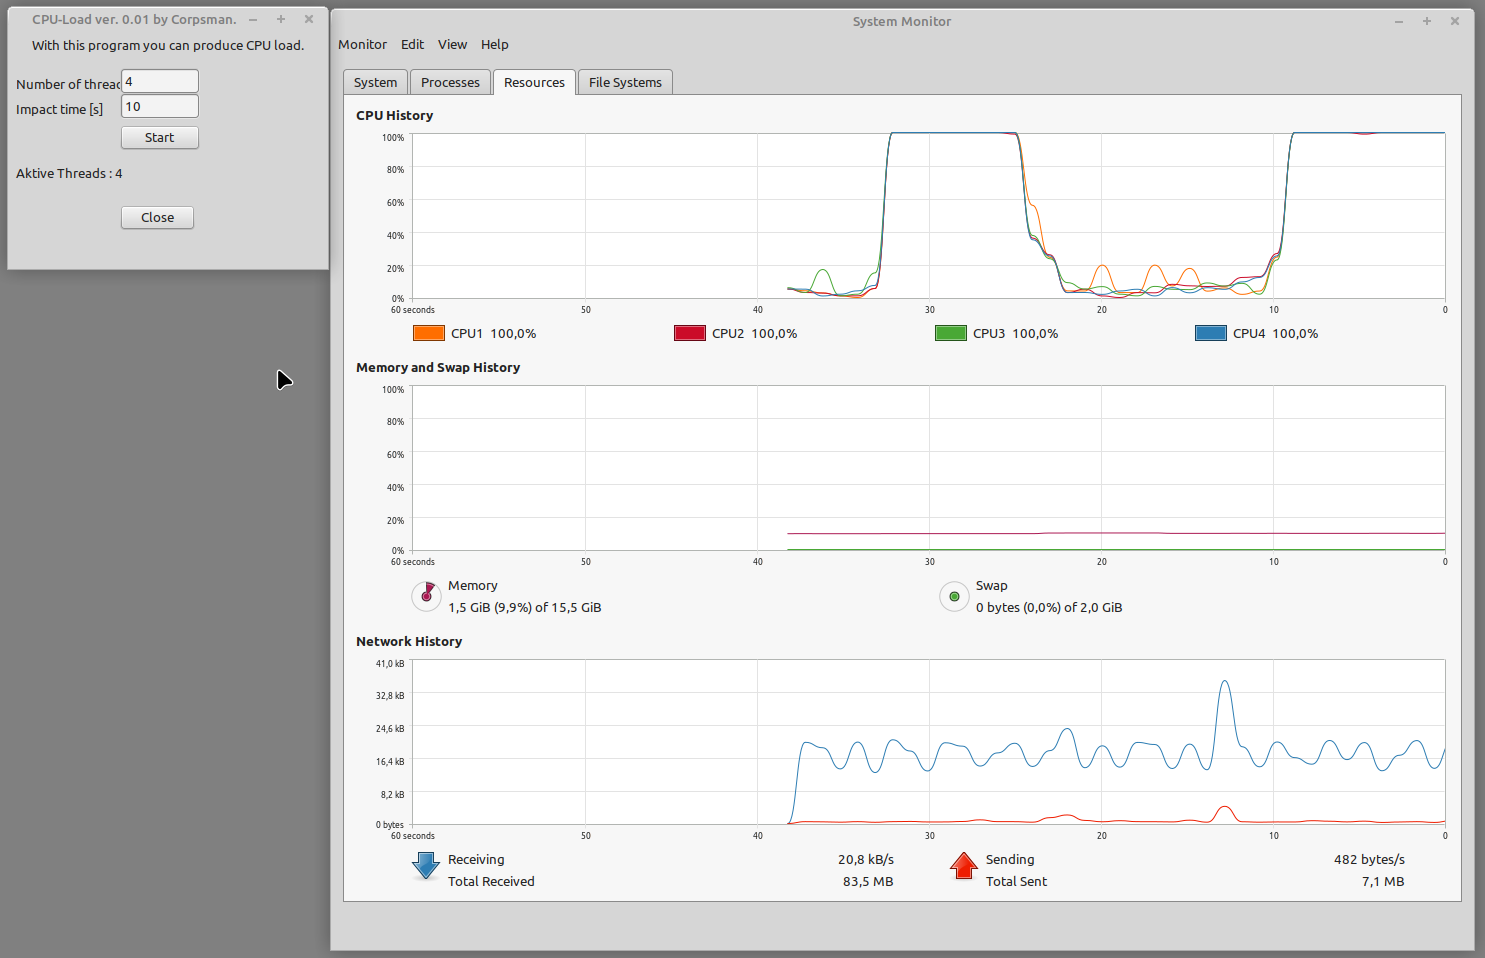 CPU-Load ver. 0.01 by Corpsman.
With this program you can produce CPU load.
Number of threac 4
Impact time [s] 10
Start
Aktive Threads : 4
Close
System Monitor
Monitor Edit View Help
System Processes Resources File Systems
CPU History
100%
80%
60%
40%
20%
0%
60 seconds 50 40 30 20 10 0
CPU1 100,0% CPU2 100,0% CPU3 100,0% CPU4 100,0%
Memory and Swap History
100%
80%
60%
40%
20%
0%
60 seconds 50 40 30 20 10 0
Memory Swap
1,5 GiB (9,9%) of 15,5 GiB 0 bytes (0,0%) of 2,0 GiB
Network History
41,0 kB
32,8 kB
24,6 kB
16,4 kB
8,2 kB
0 bytes
60 seconds 50 40 30 20 10 0
Receiving 20,8 kB/s Sending 482 bytes/s
Total Received 83,5 MB Total Sent 7,1 MB